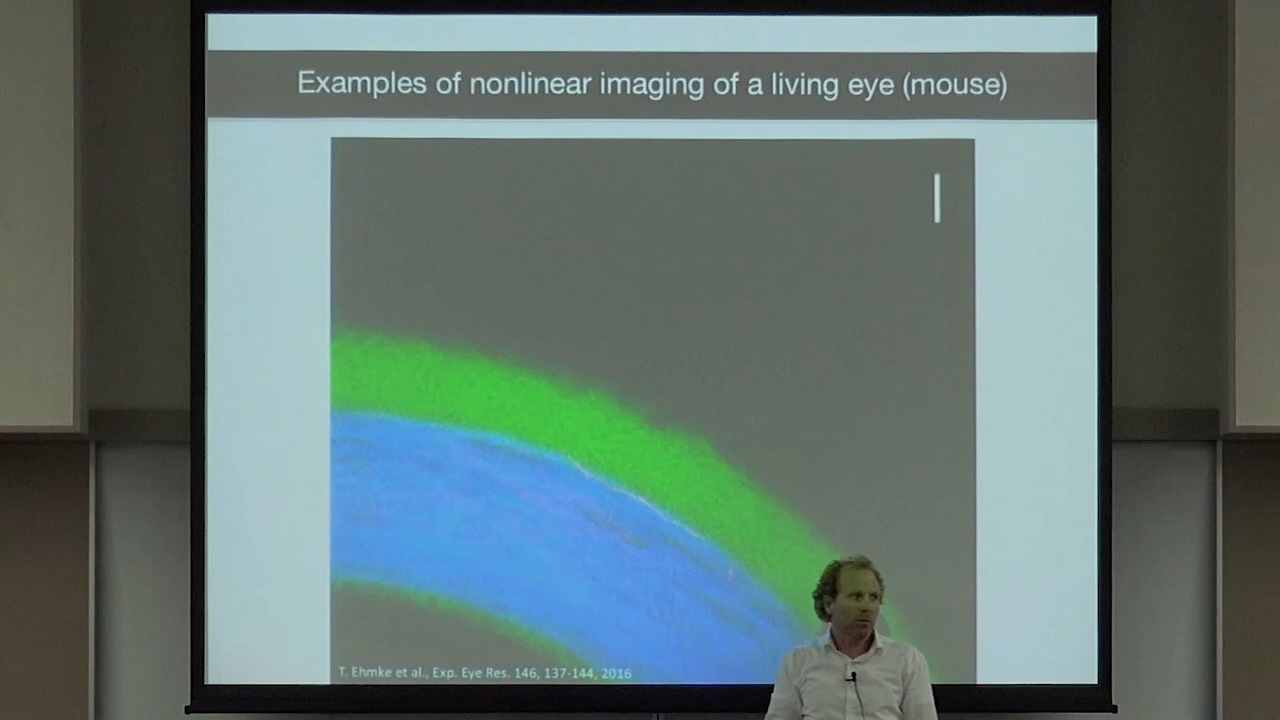 Examples of nonlinear imaging of a living eye (mouse)
T. Ehmke et al., Exp. Eye Res. 146, 137-144, 2016